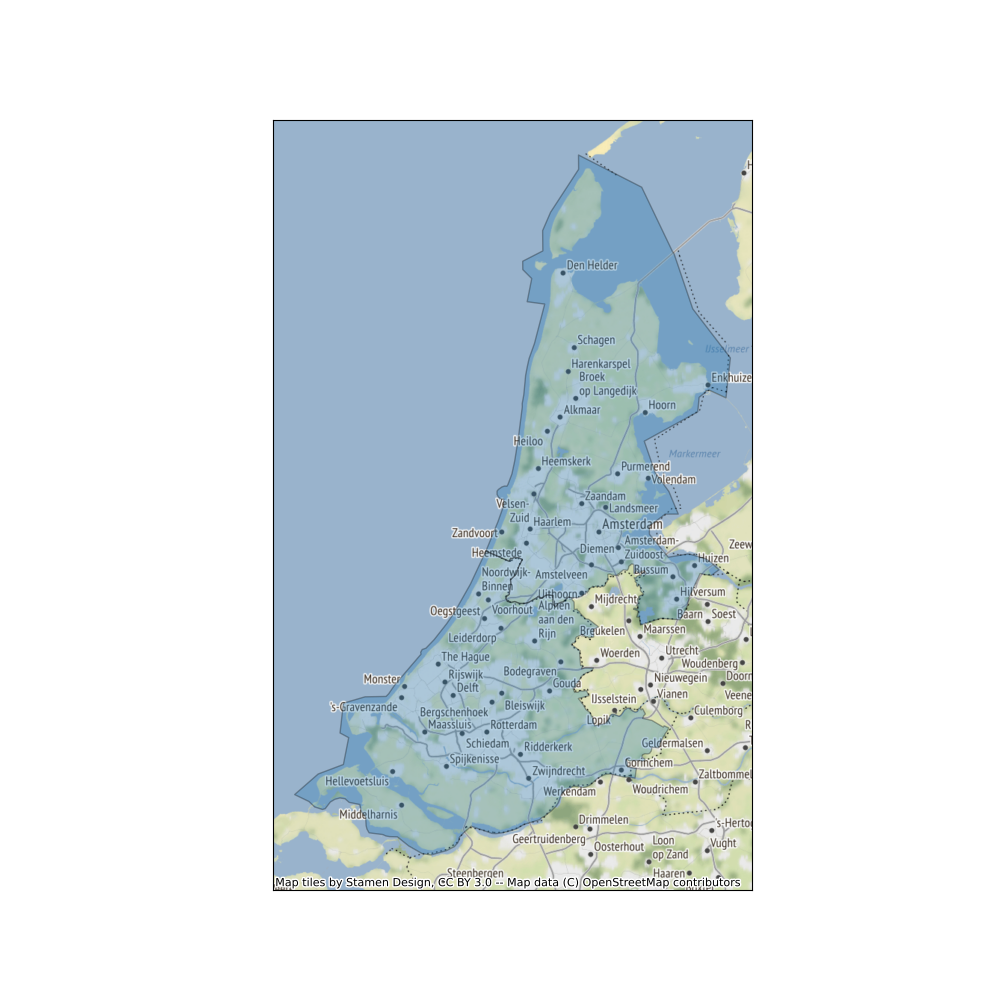 Den Helder
Schagen
IJsselmeer
Harenkarspel
Broek
op Langedijk
Enkhuize
Alkmaar
Hoorn
Heiloo
Markermeer
Heemskerk
Purmerend
Volendam
Velsen-
Zuid
Zaandam
Landsmeer
Haarlem
Amsterdam
Zandvoort
Heemstede
Diemen
Amsterdam-
Zuidoost
Zeew
Huizen
Bussum
Noordwijk-
Binnen
Amstelveen
Uithoorn
Mijdrecht
Hilversum
Oegstgeest
Voorhout
Alphen
aan den
Rijn
Baarn
Soest
Leiderdorp
Breukelen
Maarssen
The Hague
Woerden
Utrecht
Woudenberg
Monster
Rijswijk
Delft
Bodegraven
Gouda
Nieuwegein
Doorn
's-Gravenzande
Bleiswijk
IJsselstein
Vianen
Veene
Bergschenhoek
Lopik
Culemborg
Maassluis
Rotterdam
R
Schiedam
Ridderkerk
Geldermalsen
T
Spijkenisse
Zwijndrecht
Gorinchem
Zaltbommel
Hellevoetsluis
Werkendam
Woudrichem
Middelharnis
Drimmelen
's-Hertog
Geertruidenberg
Oosterhout
Loon
op Zand
Vught
Steenbergen
Haaren
Map tiles by Stamen Design, CC BY 3.0 -- Map data (C) OpenStreetMap contributors